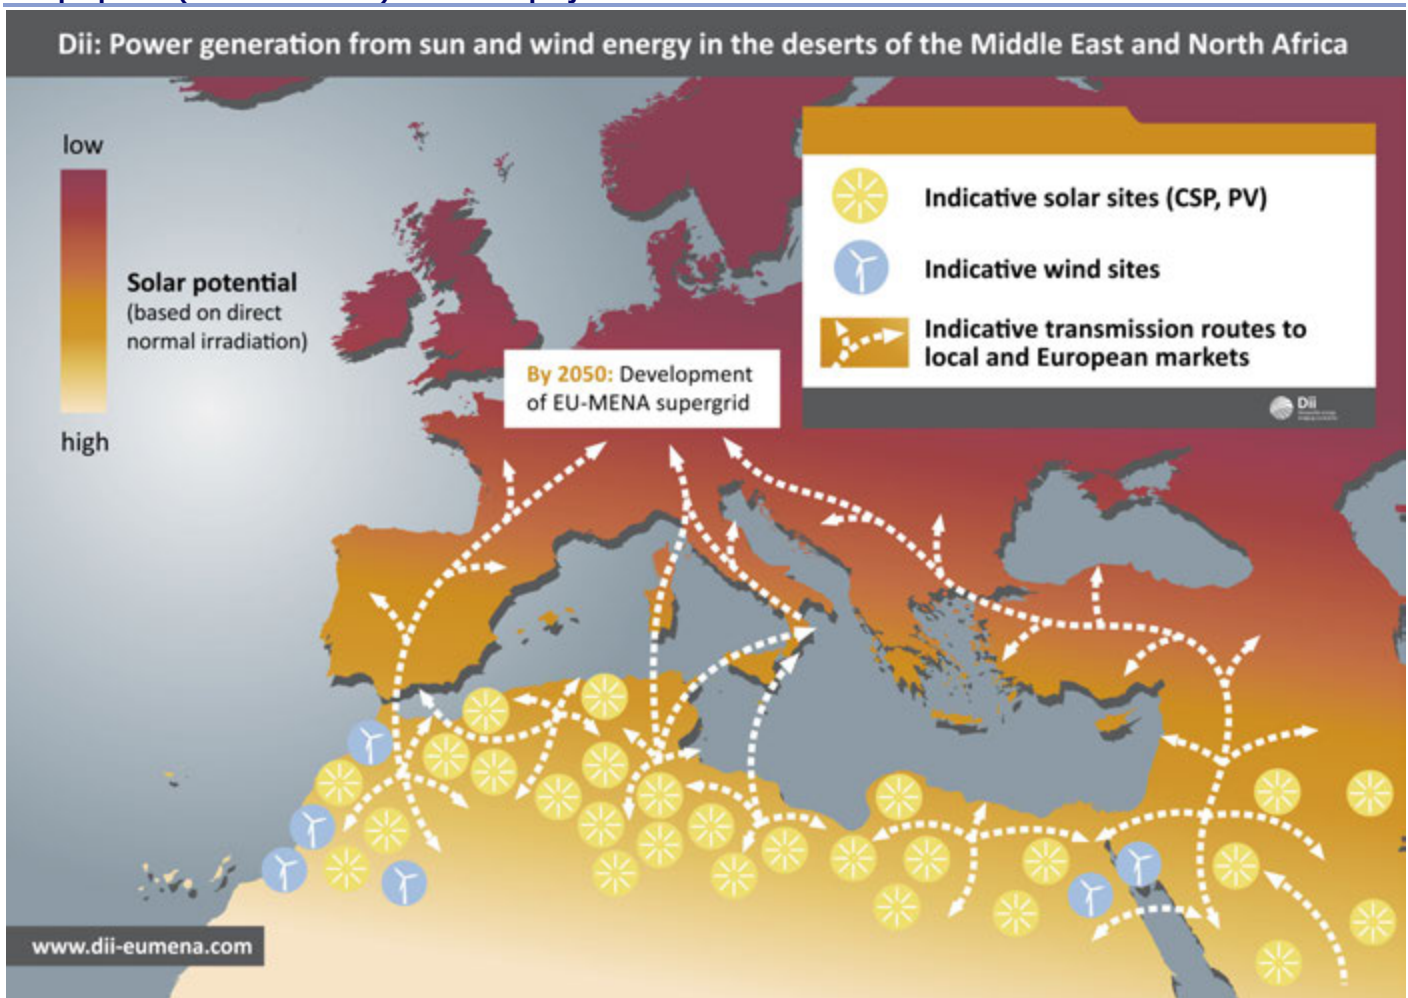 Dii: Power generation from sun and wind energy in the deserts of the Middle East and North Africa
low
Solar potential
(based on direct
normal irradiation)
high
Indicative solar sites (CSP, PV)
Indicative wind sites
Indicative transmission routes to
local and European markets
Dii
By 2050: Development
of EU-MENA supergrid
www.dii-eumena.com